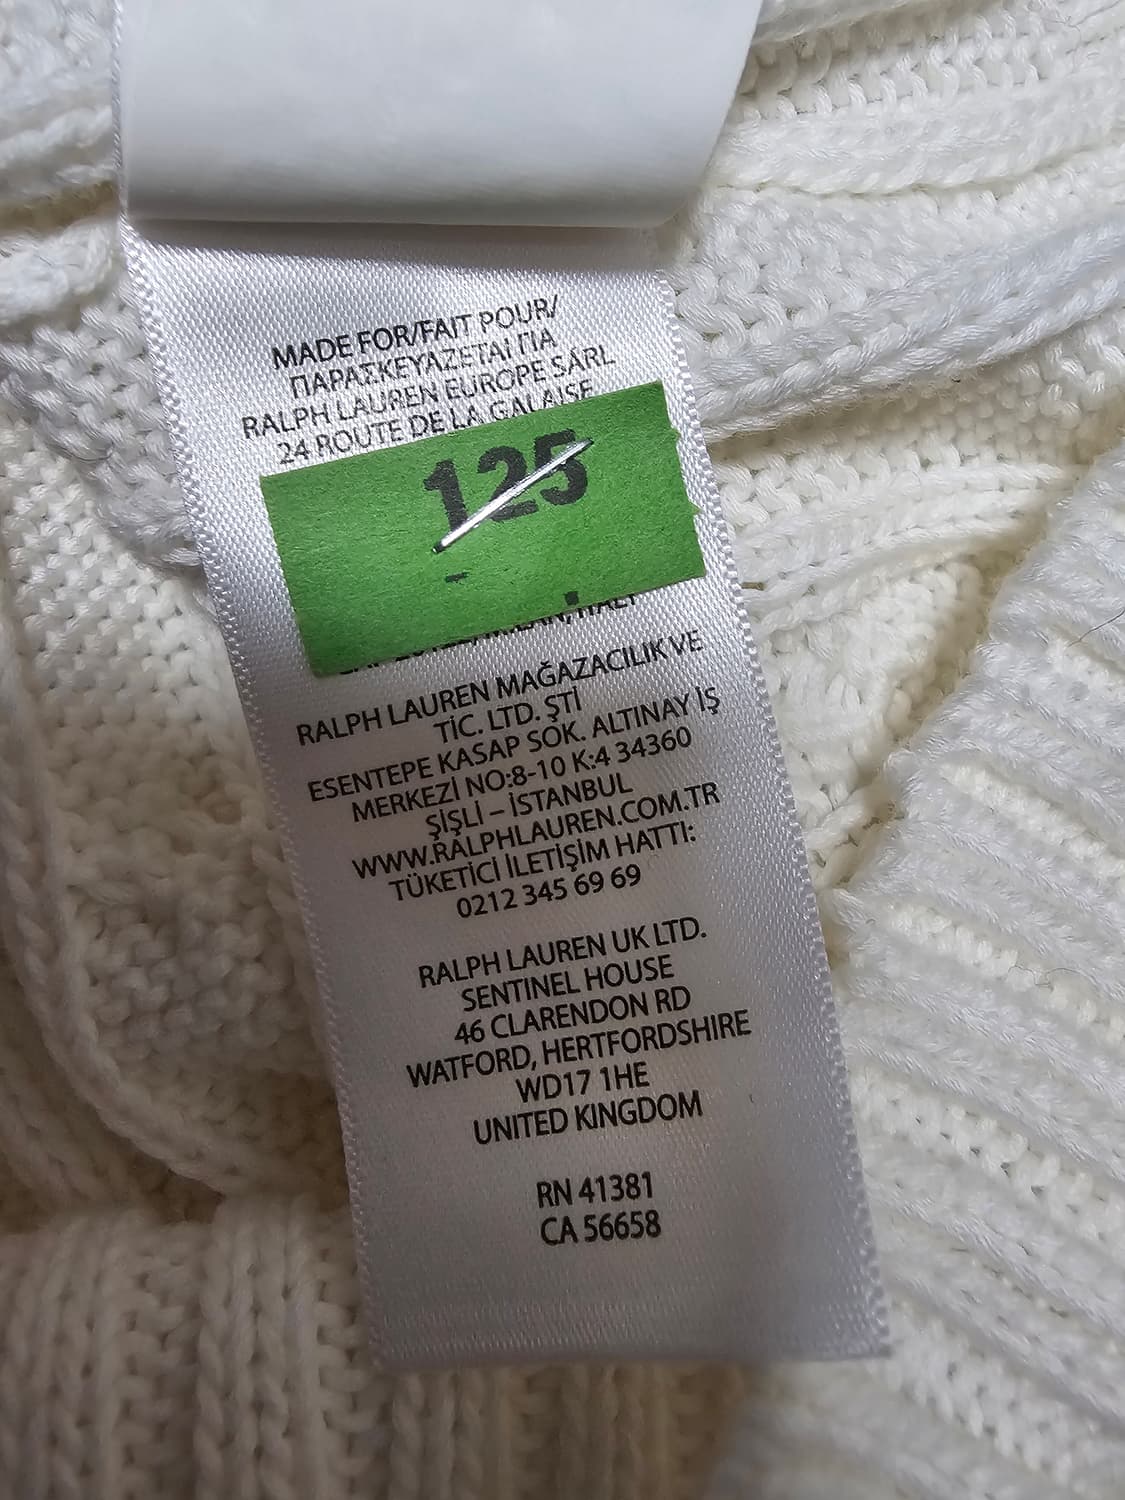 MADE FOR/FAIT POUR/
ΠΑΡΑΣΚΕΥΑΖΕΤΑΙ ΓΙΑ
RALPH LAUREN EUROPE SÀRL
24 ROUTE DE LA GALAISE
125
ITALY
RALPH LAUREN MAĞAZACILIK VE
TİC. LTD. ŞTİ
ESENTEPE KASAP SOK. ALTINAY İŞ
MERKEZİ NO:8-10 K:4 34360
ŞİŞLİ – İSTANBUL
WWW.RALPHLAUREN.COM.TR
TÜKETİCİ İLETİŞİM HATTI:
0212 345 69 69
RALPH LAUREN UK LTD.
SENTINEL HOUSE
46 CLARENDON RD
WATFORD, HERTFORDSHIRE
WD17 1HE
UNITED KINGDOM
RN 41381
CA 56658